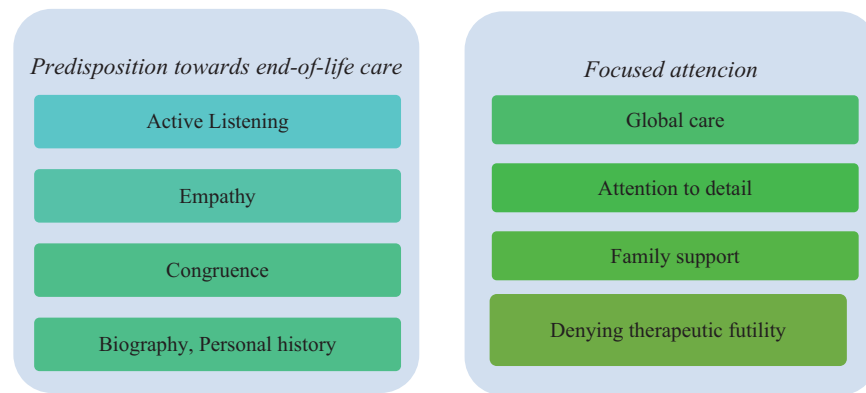 Predisposition towards end-of-life care
Active Listening
Empathy
Congruence
Biography, Personal history
Focused attencion
Global care
Attention to detail
Family support
Denying therapeutic futility